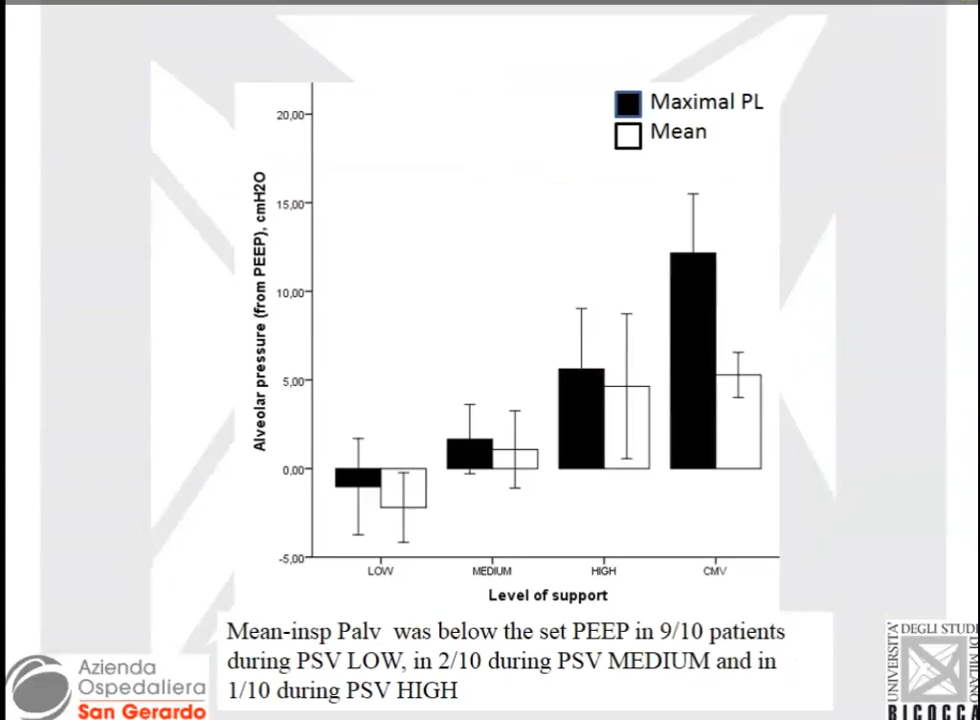 Maximal PL
Mean
20,00
15,00
10,00
5,00
0,00
-5,00
Alveolar pressure (from PEEP), cmH2O
LOW
MEDIUM
HIGH
CMV
Level of support
Mean-insp Palv was below the set PEEP in 9/10 patients
during PSV LOW, in 2/10 during PSV MEDIUM and in
1/10 during PSV HIGH
Azienda
Ospedaliera
San Gerardo
UNIVERSITA'
DEGLI STUDI
DI MILANO
BICOCCA